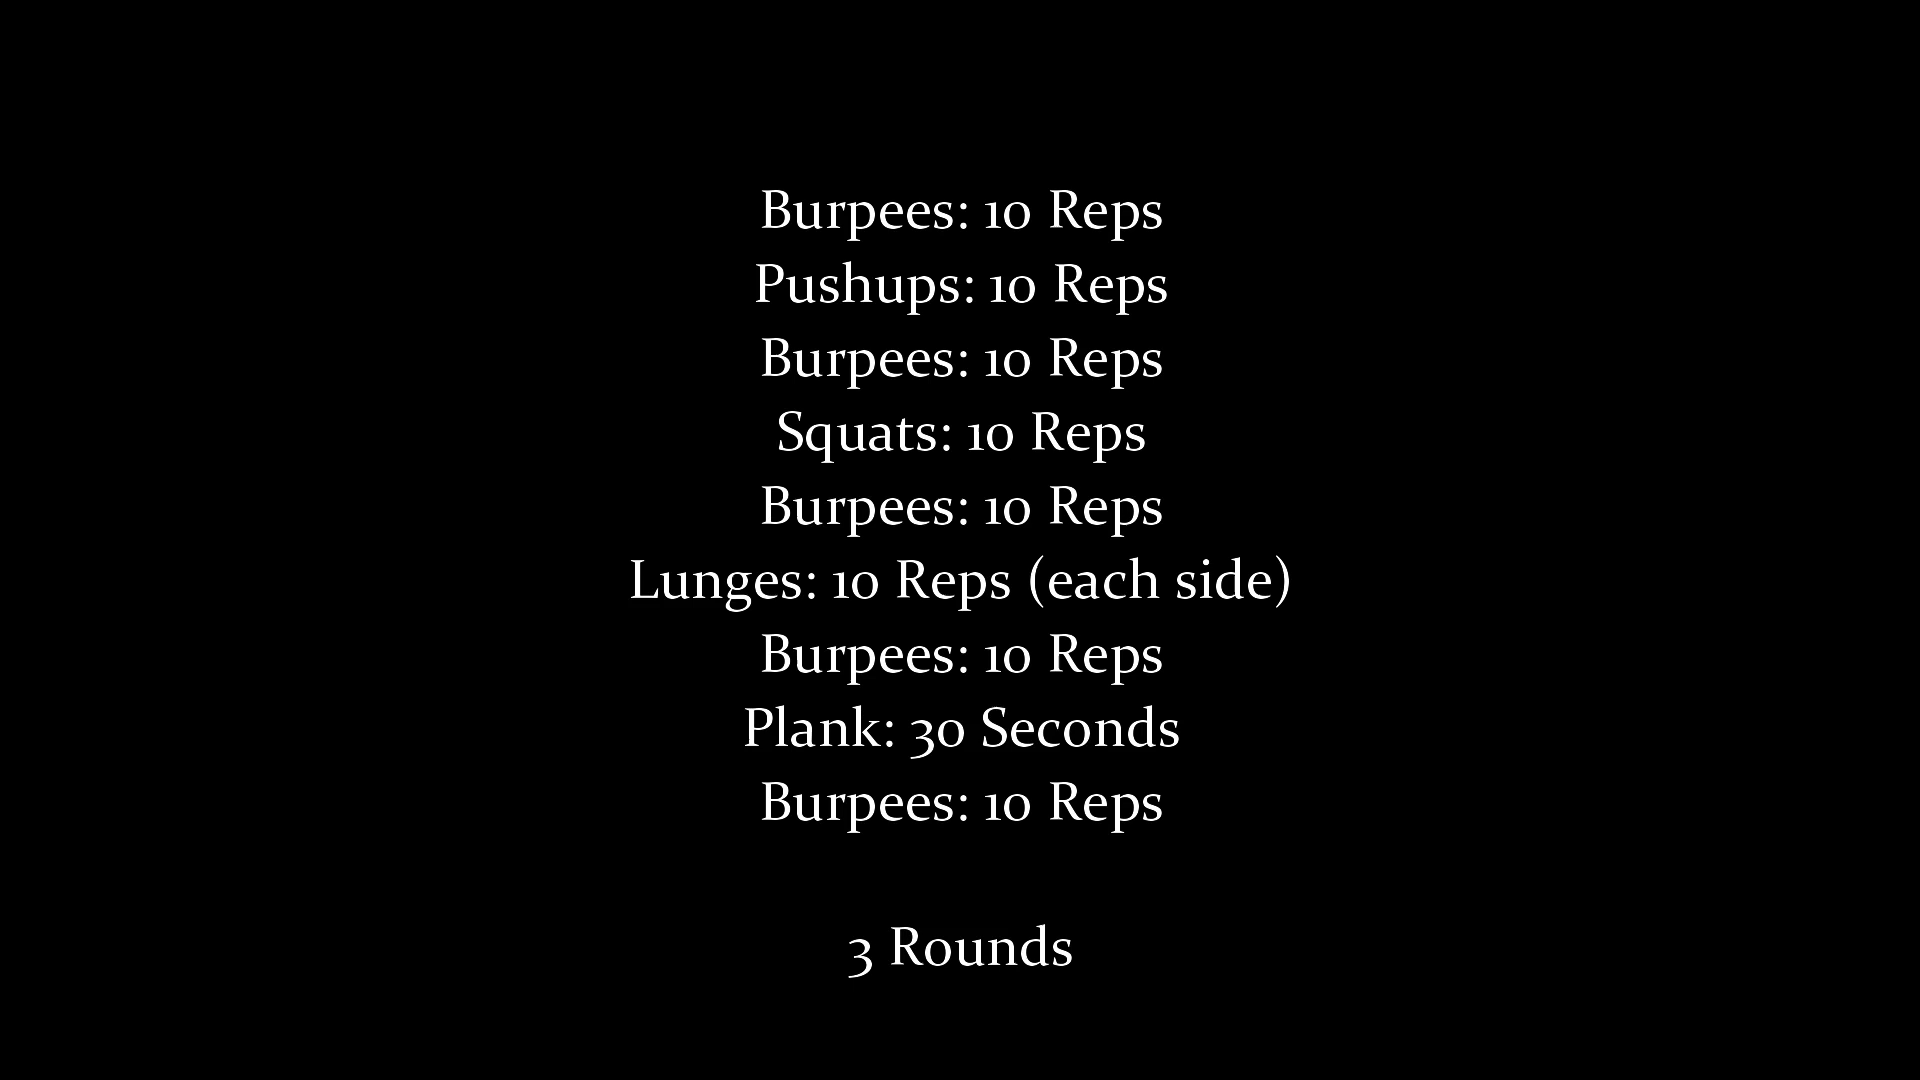 Burpees: 10 Reps
Pushups: 10 Reps
Burpees: 10 Reps
Squats: 10 Reps
Burpees: 10 Reps
Lunges: 10 Reps (each side)
Burpees: 10 Reps
Plank: 30 Seconds
Burpees: 10 Reps
3 Rounds